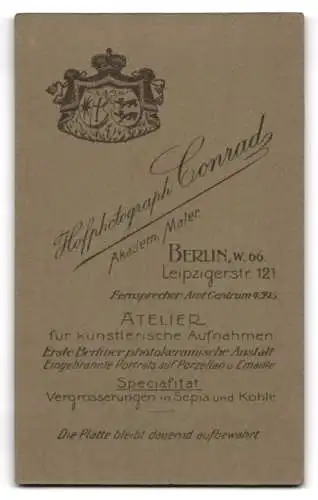 Hofphotograph Conrad
Akadem. Maler
BERLIN, W. 66.
Leipzigerstr. 121
Fernsprecher: Amt Centrum
ATELIER
für künstlerische Aufnahmen
Erste Berliner photokeramische Anstalt
Eingebrannte Porträts auf Porzellan u. Emaille
Specialität
Vergrösserungen in Sepia und Kohle
Die Platte bleibt dauernd aufbewahrt